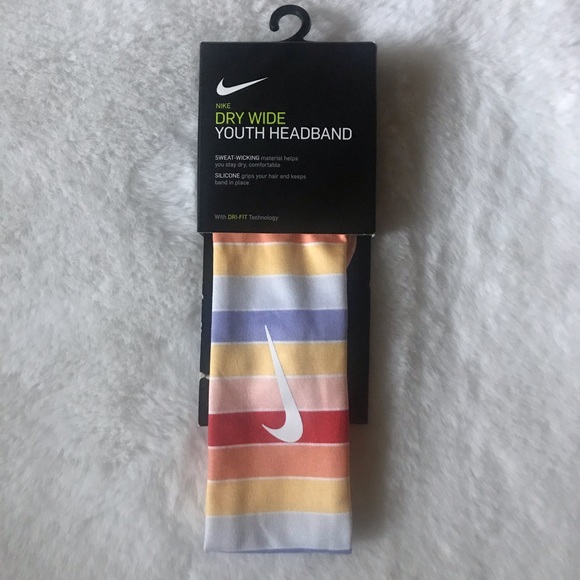 NIKE
DRY WIDE
YOUTH HEADBAND
SWEAT-WICKING material helps
you stay dry, comfortable
SILICONE grips your hair and keeps
band in place
With DRI-FIT Technology